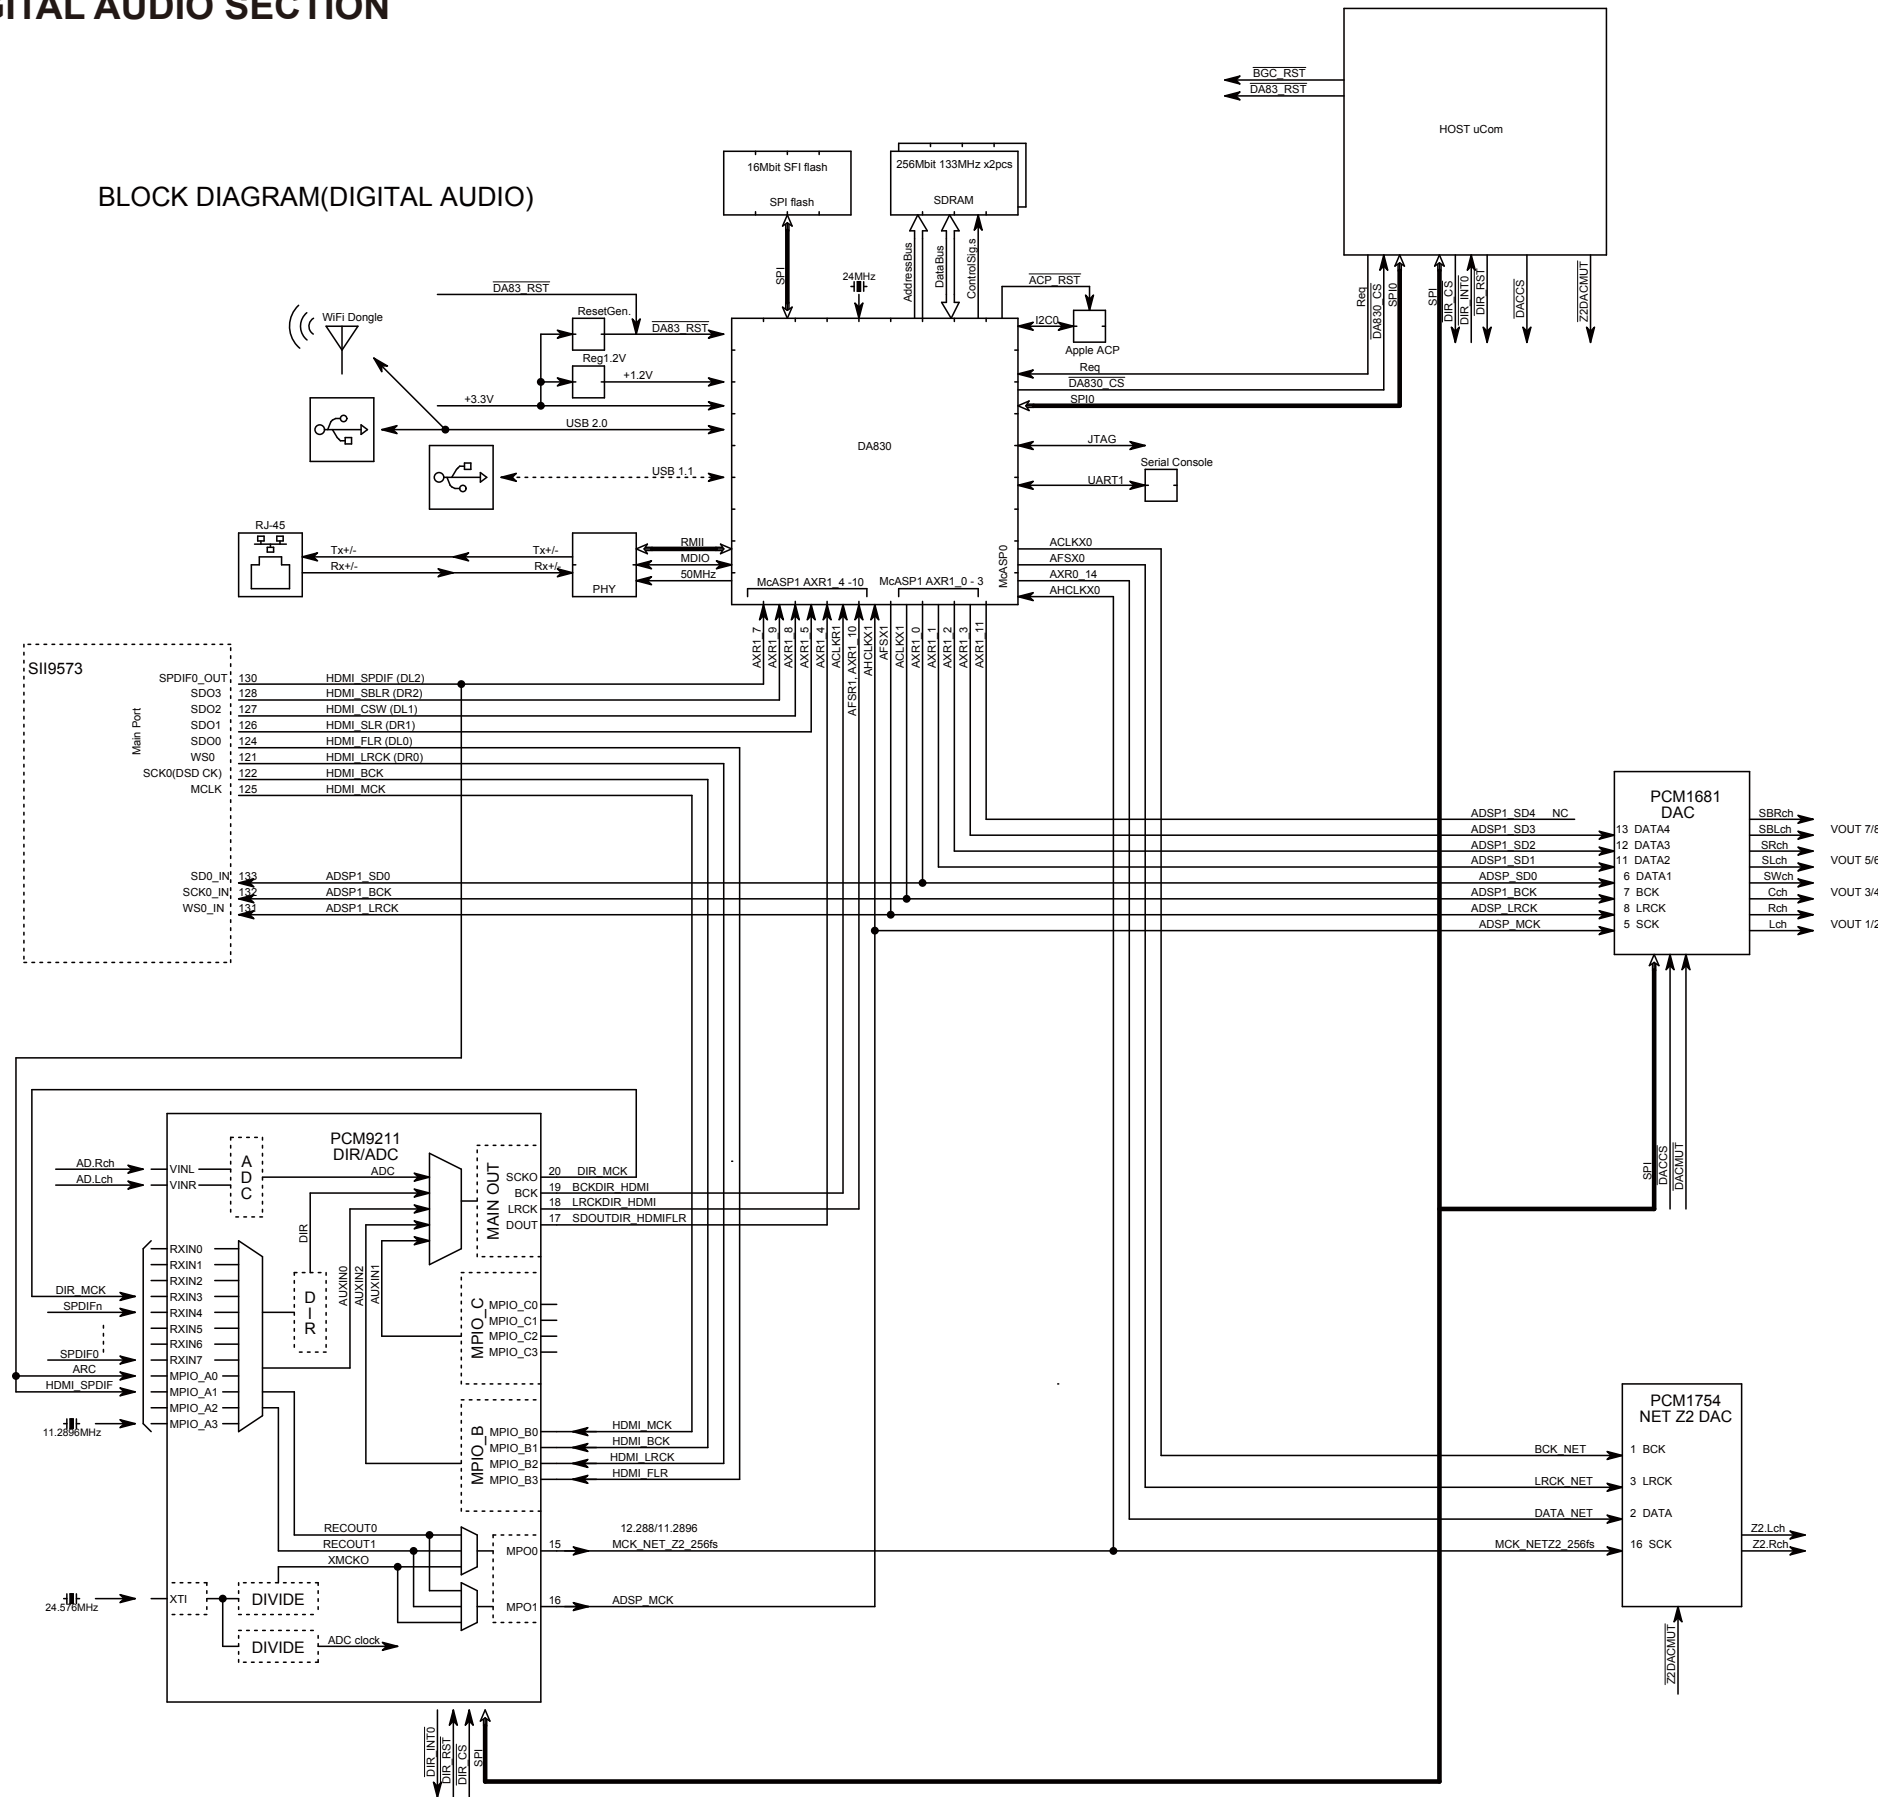 GITAL AUDIO SECTION
BLOCK DIAGRAM(DIGITAL AUDIO)
HOST uCom
BGC_RST
DA83_RST
Req
DA830_CS
SPI0
SPI
DIR_CS
DIR_INT0
DIR_RST
DACCS
Z2DACMUT
16Mbit SFI flash
SPI flash
256Mbit 133MHz x2pcs
SDRAM
SPI
24MHz
AddressBus
DataBus
ControlSig.s
ACP_RST
I2C0
Apple ACP
DA83_RST
ResetGen.
DA83_RST
Reg1.2V
+1.2V
+3.3V
WiFi Dongle
USB 2.0
USB 1.1
Req
DA830_CS
SPI0
DA830
JTAG
Serial Console
UART1
RJ-45
Tx+/-
Tx+/-
Rx+/-
Rx+/-
PHY
RMII
MDIO
50MHz
McASP1 AXR1_4 -10
McASP1 AXR1_0 - 3
McASP0
ACLKX0
AFSX0
AXR0_14
AHCLKX0
AXR1_7
AXR1_9
AXR1_8
AXR1_5
AXR1_4
ACLKR1
AFSR1, AXR1_10
AHCLKX1
AFSX1
ACLKX1
AXR1_0
AXR1_1
AXR1_2
AXR1_3
AXR1_11
SII9573
Main Port
SPDIF0_OUT 130 HDMI_SPDIF (DL2)
SDO3 128 HDMI_SBLR (DR2)
SDO2 127 HDMI_CSW (DL1)
SDO1 126 HDMI_SLR (DR1)
SDO0 124 HDMI_FLR (DL0)
WS0 121 HDMI_LRCK (DR0)
SCK0(DSD CK) 122 HDMI_BCK
MCLK 125 HDMI_MCK
SD0_IN 133 ADSP1_SD0
SCK0_IN 132 ADSP1_BCK
WS0_IN 131 ADSP1_LRCK
PCM1681
DAC
ADSP1_SD4 NC
ADSP1_SD3 13 DATA4
ADSP1_SD2 12 DATA3
ADSP1_SD1 11 DATA2
ADSP_SD0 6 DATA1
ADSP1_BCK 7 BCK
ADSP_LRCK 8 LRCK
ADSP_MCK 5 SCK
SBRch
SBLch
VOUT 7/8
SRch
SLch
VOUT 5/6
SWch
Cch
VOUT 3/4
Rch
Lch
VOUT 1/2
SPI
DACCS
DACMUT
PCM9211
DIR/ADC
AD.Rch
AD.Lch
VINL
VINR
ADC
ADC
DIR
AUXIN0
AUXIN2
AUXIN1
MAIN OUT
SCKO 20 DIR_MCK
BCK 19 BCKDIR_HDMI
LRCK 18 LRCKDIR_HDMI
DOUT 17 SDOUTDIR_HDMIFLR
RXIN0
RXIN1
RXIN2
DIR_MCK RXIN3
SPDIFn RXIN4
RXIN5
RXIN6
SPDIF0 RXIN7
ARC MPIO_A0
HDMI_SPDIF MPIO_A1
MPIO_A2
MPIO_A3
11.2896MHz
DIR
MPIO_C
MPIO_C0
MPIO_C1
MPIO_C2
MPIO_C3
MPIO_B
MPIO_B0 HDMI_MCK
MPIO_B1 HDMI_BCK
MPIO_B2 HDMI_LRCK
MPIO_B3 HDMI_FLR
RECOUT0
RECOUT1
XMCKO
12.288/11.2896
MPO0 15 MCK_NET_Z2_256fs
MPO1 16 ADSP_MCK
24.576MHz
XTI
DIVIDE
DIVIDE
ADC clock
DIR_INT0
DIR_RST
DIR_CS
SPI
PCM1754
NET Z2 DAC
BCK_NET 1 BCK
LRCK_NET 3 LRCK
DATA_NET 2 DATA
MCK_NETZ2_256fs 16 SCK
Z2.Lch
Z2.Rch
Z2DACMUT